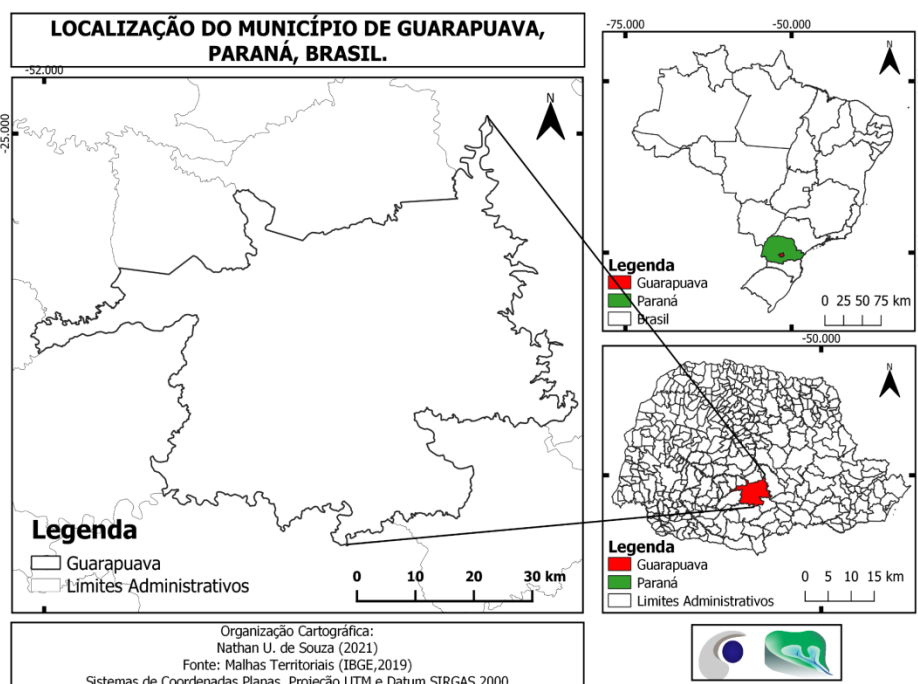 LOCALIZAÇÃO DO MUNICÍPIO DE GUARAPUAVA,
PARANÁ, BRASIL.
-52.000
-25.000
N
Legenda
Guarapuava
Limites Administrativos
0 10 20 30 km
-75.000 -50.000
N
Legenda
Guarapuava
Paraná
Brasil
0 25 50 75 km
-50.000
N
Legenda
Guarapuava
Paraná
Limites Administrativos
0 5 10 15 km
Organização Cartográfica:
Nathan U. de Souza (2021)
Fonte: Malhas Territoriais (IBGE,2019)
Sistemas de Coordenadas Planas, Projeção UTM e Datum SIRGAS 2000